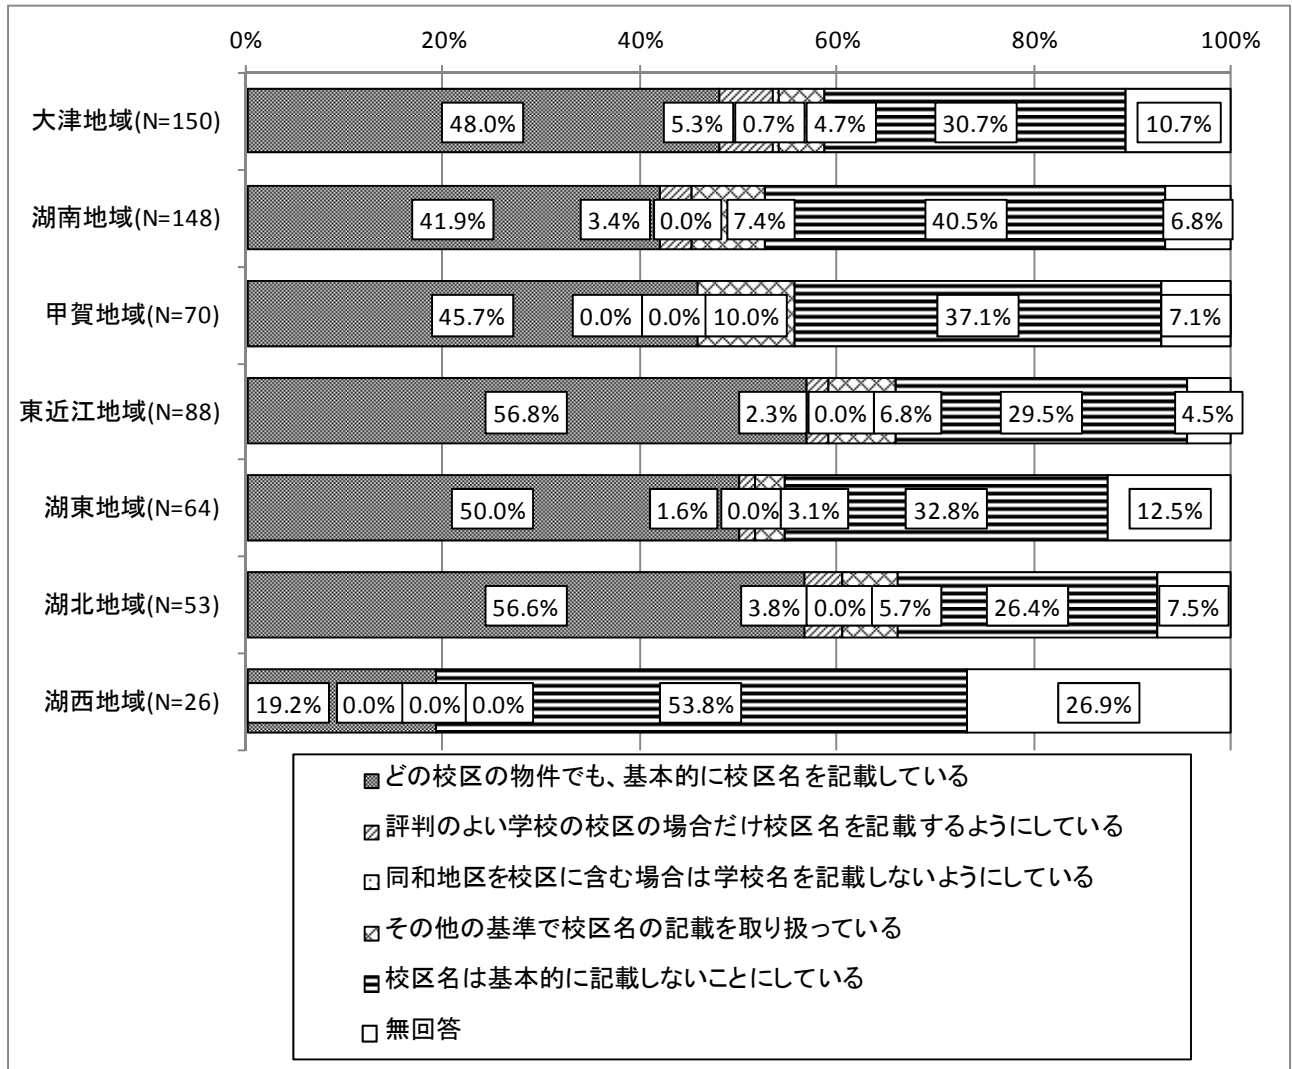 0% 20% 40% 60% 80% 100%
大津地域(N=150) 48.0% 5.3% 0.7% 4.7% 30.7% 10.7%
湖南地域(N=148) 41.9% 3.4% 0.0% 7.4% 40.5% 6.8%
甲賀地域(N=70) 45.7% 0.0% 0.0% 10.0% 37.1% 7.1%
東近江地域(N=88) 56.8% 2.3% 0.0% 6.8% 29.5% 4.5%
湖東地域(N=64) 50.0% 1.6% 0.0% 3.1% 32.8% 12.5%
湖北地域(N=53) 56.6% 3.8% 0.0% 5.7% 26.4% 7.5%
湖西地域(N=26) 19.2% 0.0% 0.0% 0.0% 53.8% 26.9%
どの校区の物件でも、基本的に校区名を記載している
評判のよい学校の校区の場合だけ校区名を記載するようにしている
同和地区を校区に含む場合は学校名を記載しないようにしている
その他の基準で校区名の記載を取り扱っている
校区名は基本的に記載しないことにしている
無回答